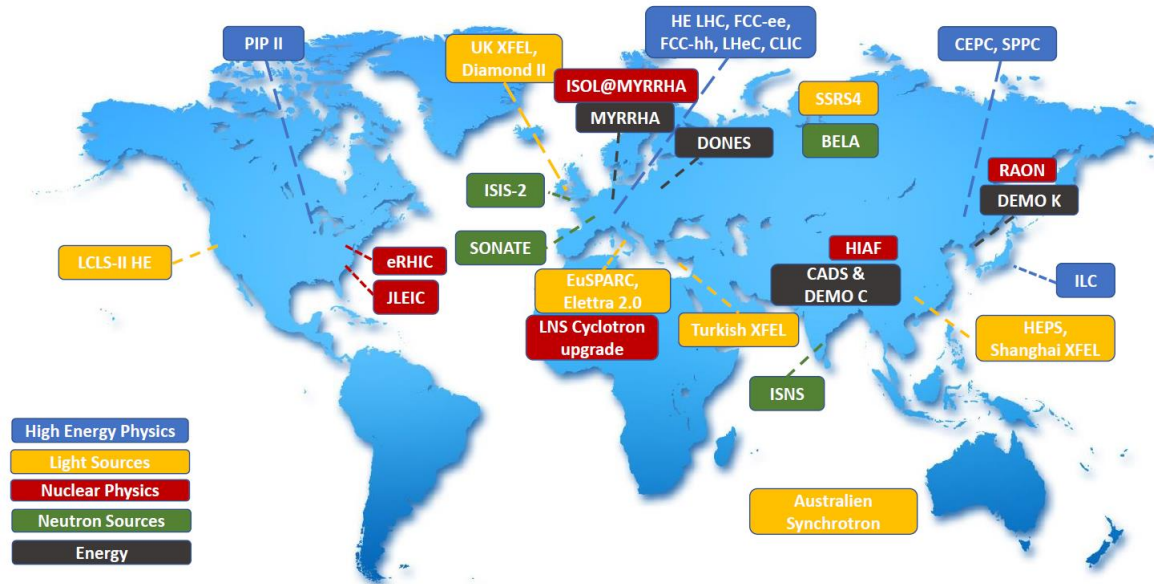 PIP II
UK XFEL,
Diamond II
HE LHC, FCC-ee,
FCC-hh, LHeC, CLIC
CEPC, SPPC
ISOL@MYRRHA
MYRRHA
SSRS4
DONES
BELA
RAON
DEMO K
ISIS-2
SONATE
LCLS-II HE
eRHIC
JLEIC
HIAF
CADS &
DEMO C
ILC
EuSPARC,
Elettra 2.0
LNS Cyclotron
upgrade
Turkish XFEL
HEPS,
Shanghai XFEL
ISNS
High Energy Physics
Light Sources
Nuclear Physics
Neutron Sources
Energy
Australien
Synchrotron